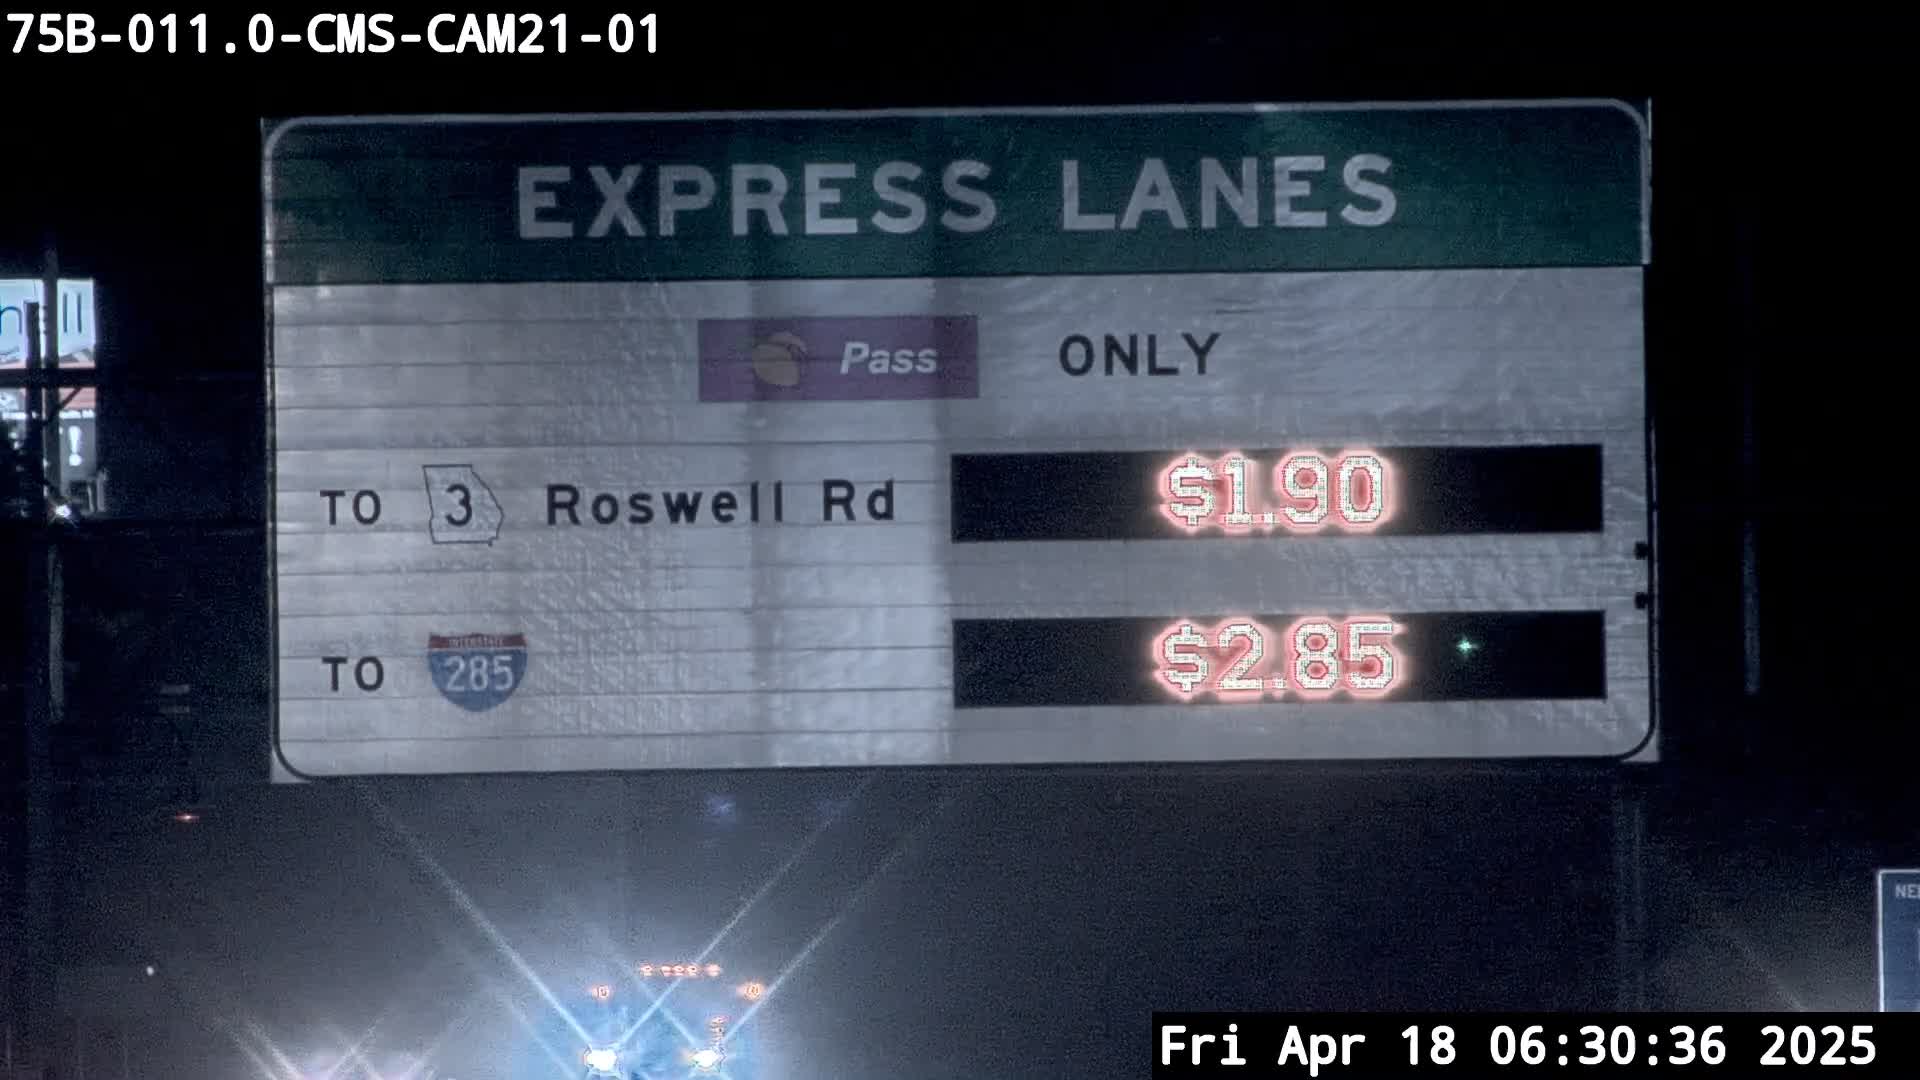 75B-011.0-CMS-CAM21-01
EXPRESS LANES
Pass ONLY
TO 3 Roswell Rd $1.90
INTERSTATE
TO 285 $2.85
Fri Apr 18 06:30:36 2025